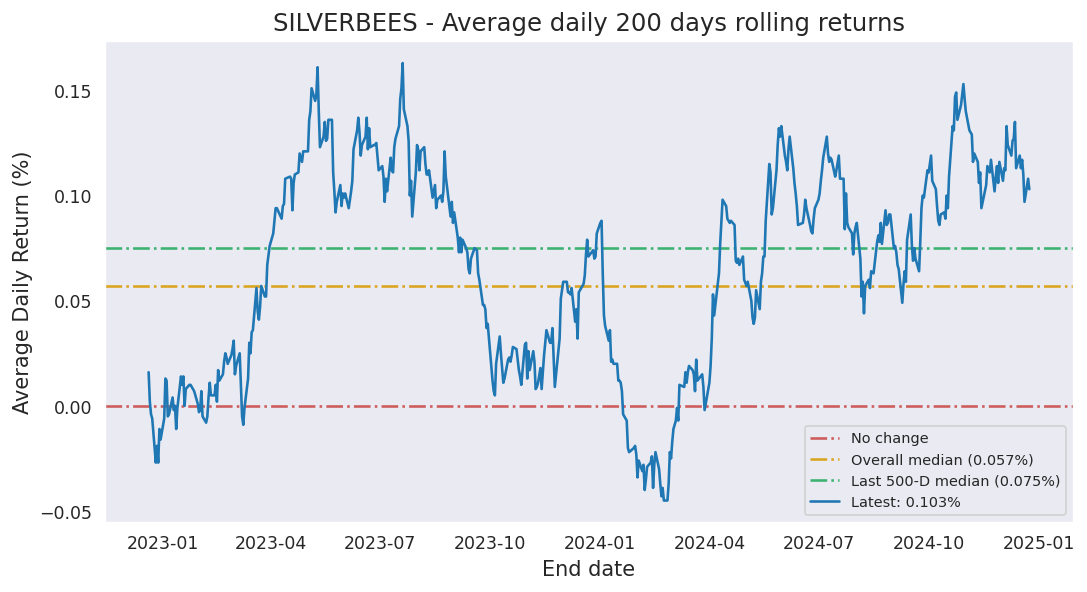 SILVERBEES - Average daily 200 days rolling returns
Average Daily Return (%)
0.15
0.10
0.05
0.00
−0.05
No change
Overall median (0.057%)
Last 500-D median (0.075%)
Latest: 0.103%
2023-01
2023-04
2023-07
2023-10
2024-01
2024-04
2024-07
2024-10
2025-01
End date